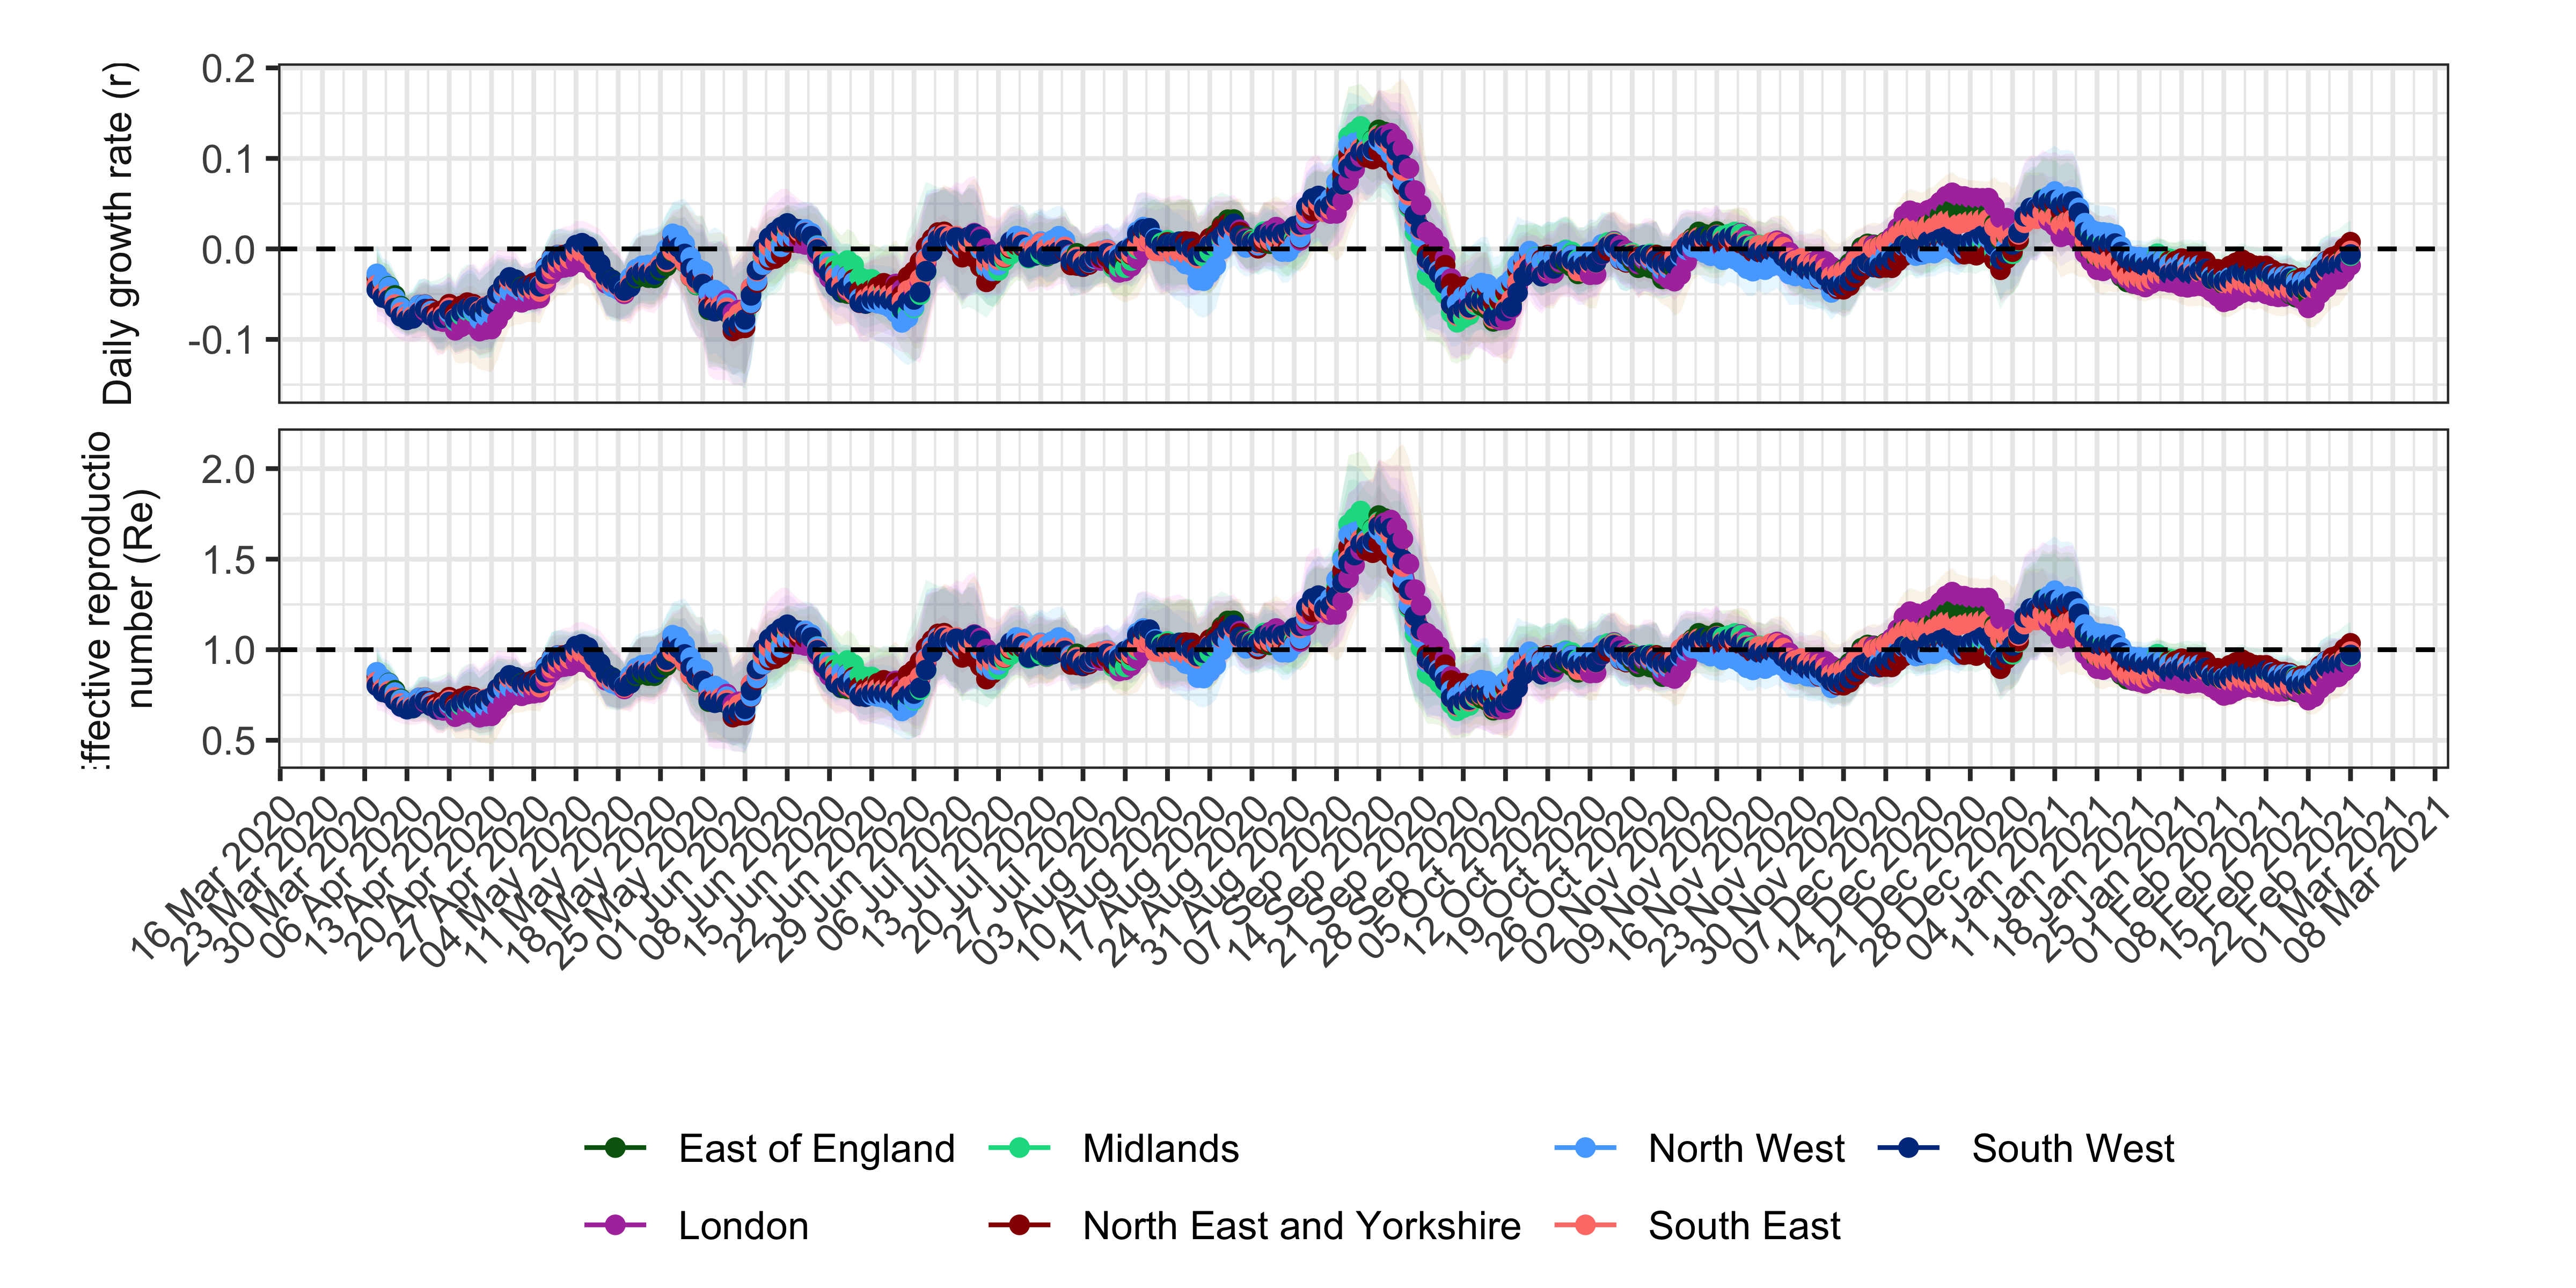 Daily growth rate (r)
0.2
0.1
0.0
-0.1
ffective reproductio
number (Re)
2.0
1.5
1.0
0.5
16 Mar 2020
23 Mar 2020
30 Mar 2020
06 Apr 2020
13 Apr 2020
20 Apr 2020
27 Apr 2020
04 May 2020
11 May 2020
18 May 2020
25 May 2020
01 Jun 2020
08 Jun 2020
15 Jun 2020
22 Jun 2020
29 Jun 2020
06 Jul 2020
13 Jul 2020
20 Jul 2020
27 Jul 2020
03 Aug 2020
10 Aug 2020
17 Aug 2020
24 Aug 2020
31 Aug 2020
07 Sep 2020
14 Sep 2020
21 Sep 2020
28 Sep 2020
05 Oct 2020
12 Oct 2020
19 Oct 2020
26 Oct 2020
02 Nov 2020
09 Nov 2020
16 Nov 2020
23 Nov 2020
30 Nov 2020
07 Dec 2020
14 Dec 2020
21 Dec 2020
28 Dec 2020
04 Jan 2021
11 Jan 2021
18 Jan 2021
25 Jan 2021
01 Feb 2021
08 Feb 2021
15 Feb 2021
22 Feb 2021
01 Mar 2021
08 Mar 2021
East of England
Midlands
North West
South West
London
North East and Yorkshire
South East